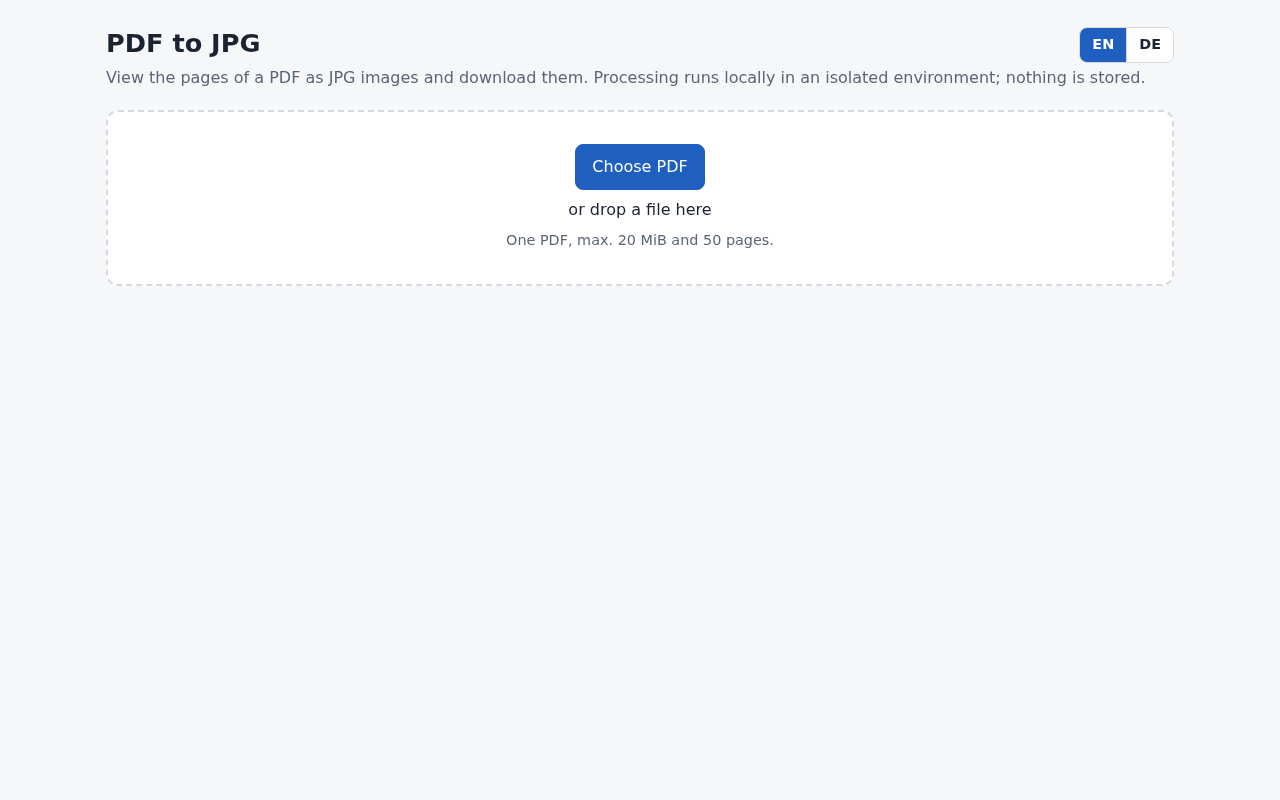 PDF to JPG
EN DE
View the pages of a PDF as JPG images and download them. Processing runs locally in an isolated environment; nothing is stored.
Choose PDF
or drop a file here
One PDF, max. 20 MiB and 50 pages.